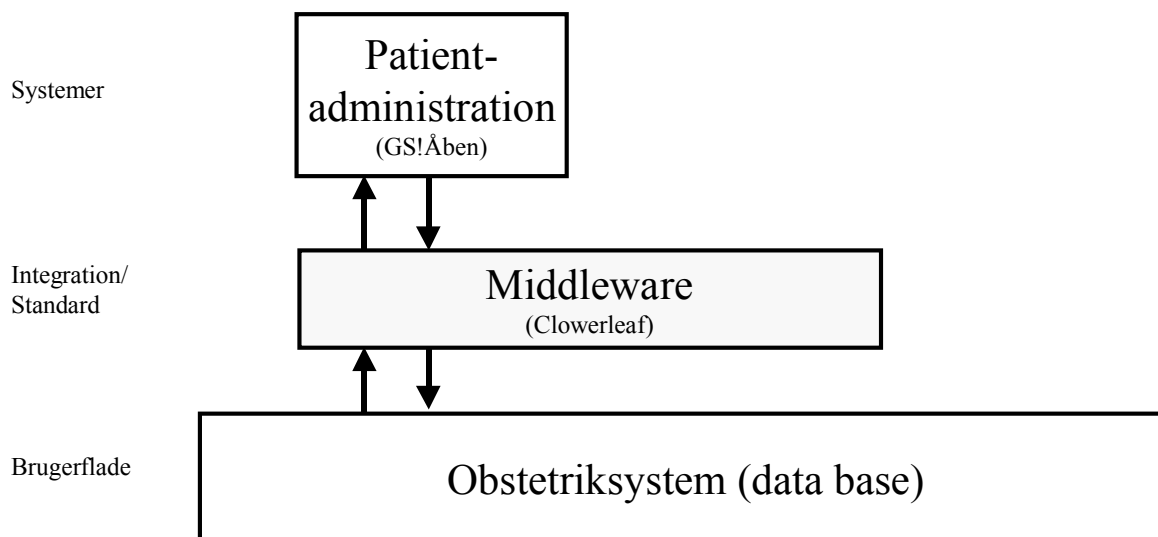 Systemer
Patient-
administration
(GS!Åben)
Integration/
Standard
Middleware
(Clowerleaf)
Brugerflade
Obstetriksystem (data base)